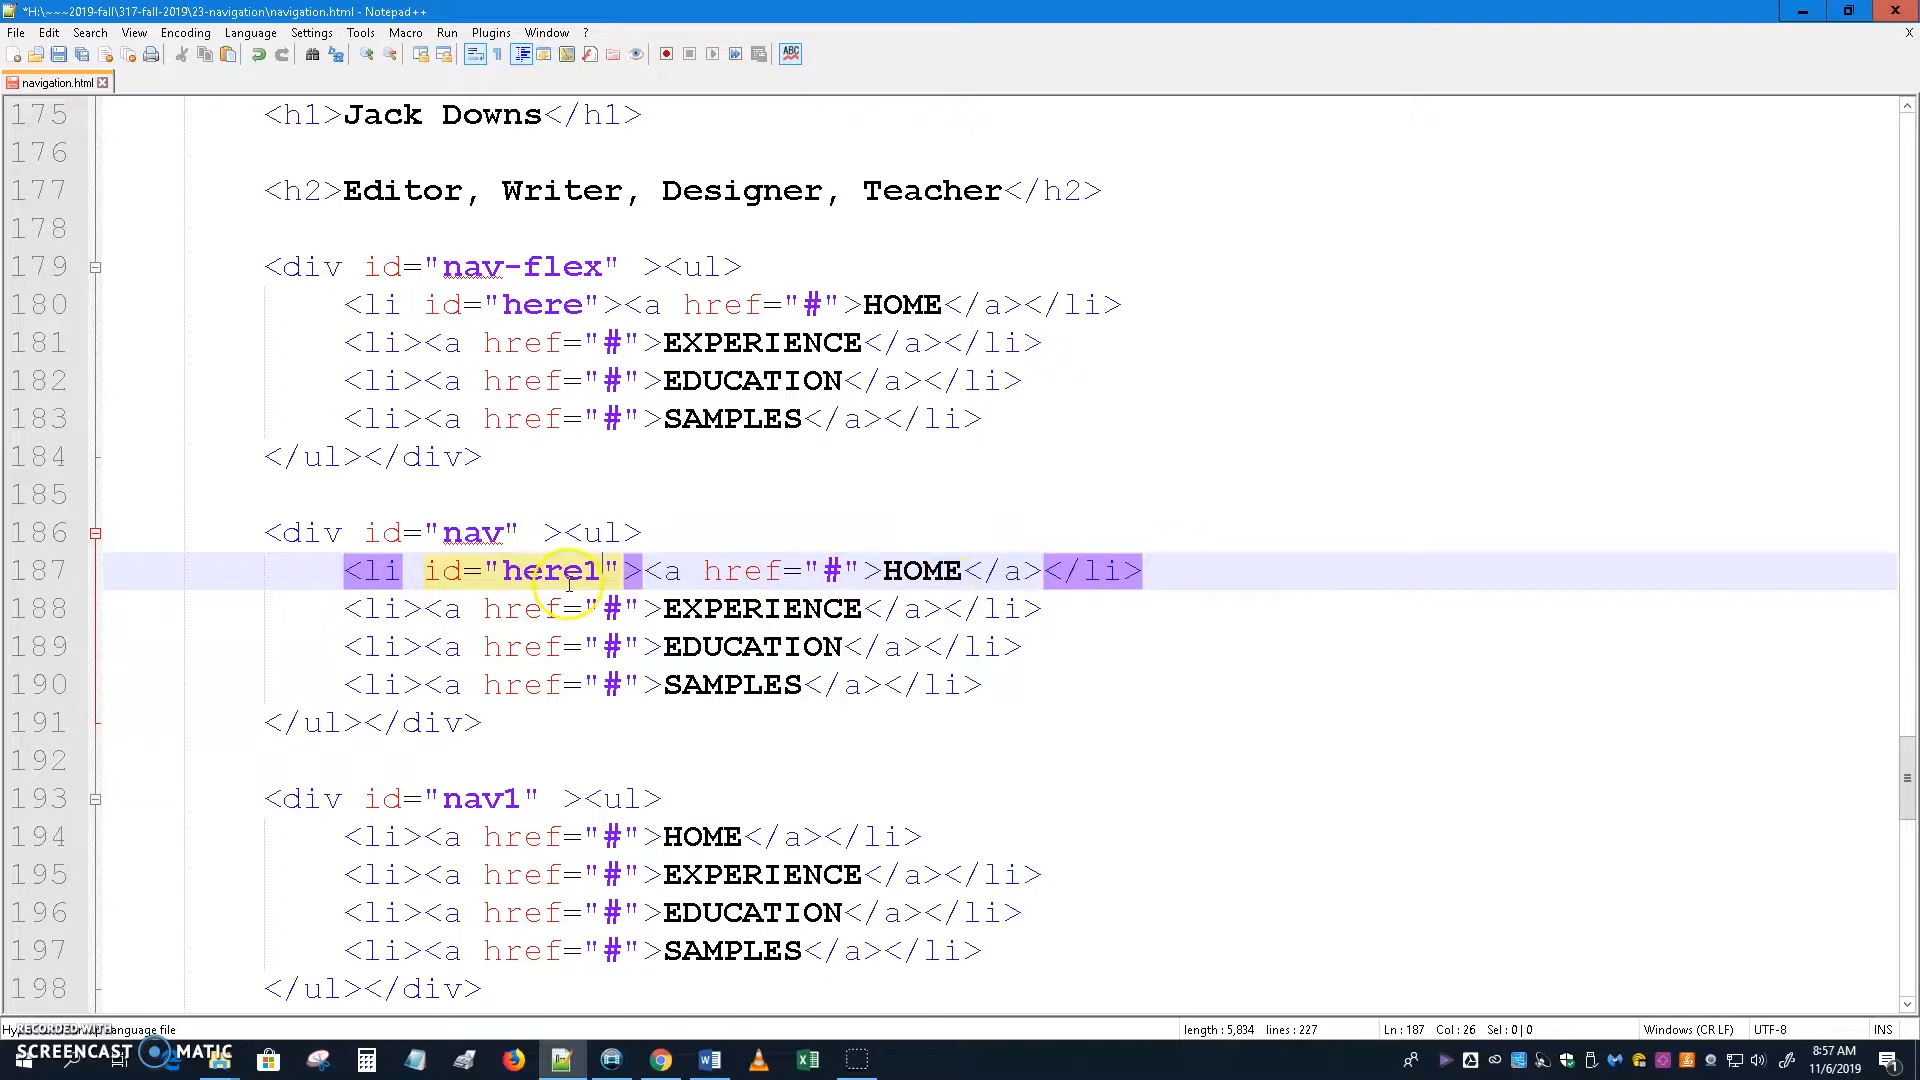 *H:\~~~2019-fall\317-fall-2019\23-navigation\navigation.html - Notepad++
File Edit Search View Encoding Language Settings Tools Macro Run Plugins Window ? X
ABC
navigation.html
175 <h1>Jack Downs</h1>
176
177 <h2>Editor, Writer, Designer, Teacher</h2>
178
179 <div id="nav-flex" ><ul>
180 <li id="here"><a href="#">HOME</a></li>
181 <li><a href="#">EXPERIENCE</a></li>
182 <li><a href="#">EDUCATION</a></li>
183 <li><a href="#">SAMPLES</a></li>
184 </ul></div>
185
186 <div id="nav" ><ul>
187 <li id="here1"><a href="#">HOME</a></li>
188 <li><a href="#">EXPERIENCE</a></li>
189 <li><a href="#">EDUCATION</a></li>
190 <li><a href="#">SAMPLES</a></li>
191 </ul></div>
192
193 <div id="nav1" ><ul>
194 <li><a href="#">HOME</a></li>
195 <li><a href="#">EXPERIENCE</a></li>
196 <li><a href="#">EDUCATION</a></li>
197 <li><a href="#">SAMPLES</a></li>
198 </ul></div>
language file length : 5,834 lines : 227 Ln : 187 Col : 26 Sel : 0 | 0 Windows (CR LF) UTF-8 INS
RECORDED WITH
SCREENCAST MATIC
8:57 AM
11/6/2019
1